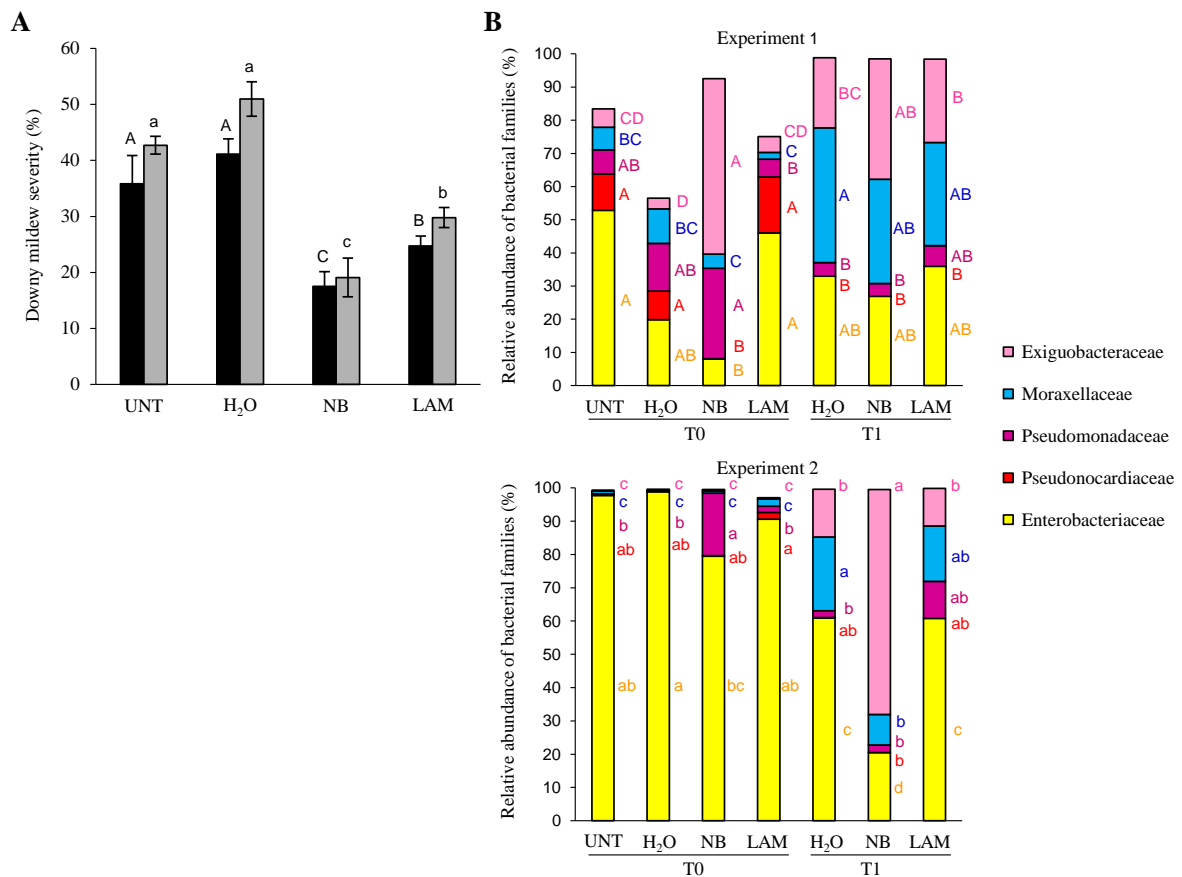 A
Downy mildew severity (%)
60
50
40
30
20
10
0
A a A a C c B b
UNT H₂O NB LAM
B
Experiment 1
Relative abundance of bacterial families (%)
100
90
80
70
60
50
40
30
20
10
0
CD
BC
AB
A
A
D
BC
AB
A
AB
A
C
A
B
B
CD
C
B
A
A
BC
A
B
B
AB
AB
AB
B
B
AB
B
AB
AB
B
AB
UNT H₂O NB LAM H₂O NB LAM
T0 T1
Exiguobacteraceae
Moraxellaceae
Pseudomonadaceae
Pseudonocardiaceae
Enterobacteriaceae
Experiment 2
Relative abundance of bacterial families (%)
100
90
80
70
60
50
40
30
20
10
0
c
c
b
ab
ab
c
c
b
ab
a
c
c
a
ab
bc
c
c
b
a
ab
b
a
b
ab
c
a
b
b
b
d
b
ab
ab
ab
c
UNT H₂O NB LAM H₂O NB LAM
T0 T1